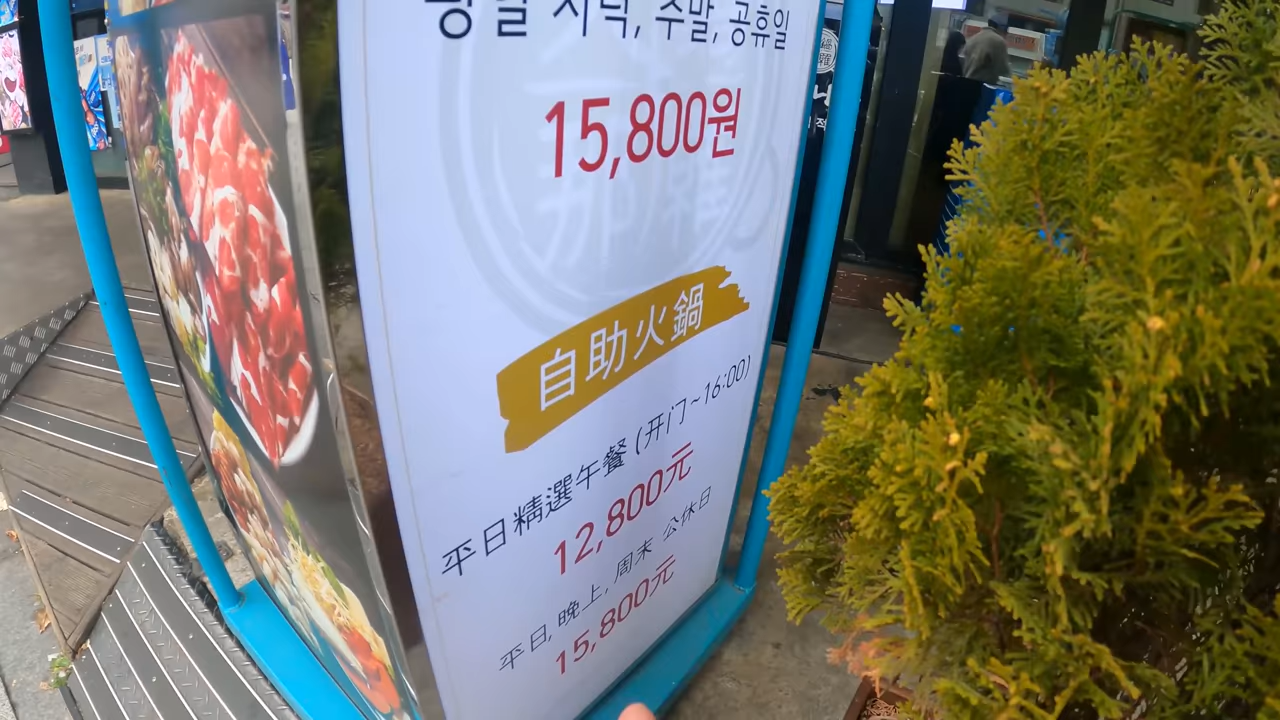 평일 저녁, 주말, 공휴일
15,800원
自助火鍋
平日精選午餐 (开门~16:00)
12,800元
平日,晚上, 周末 公休日
15,800元